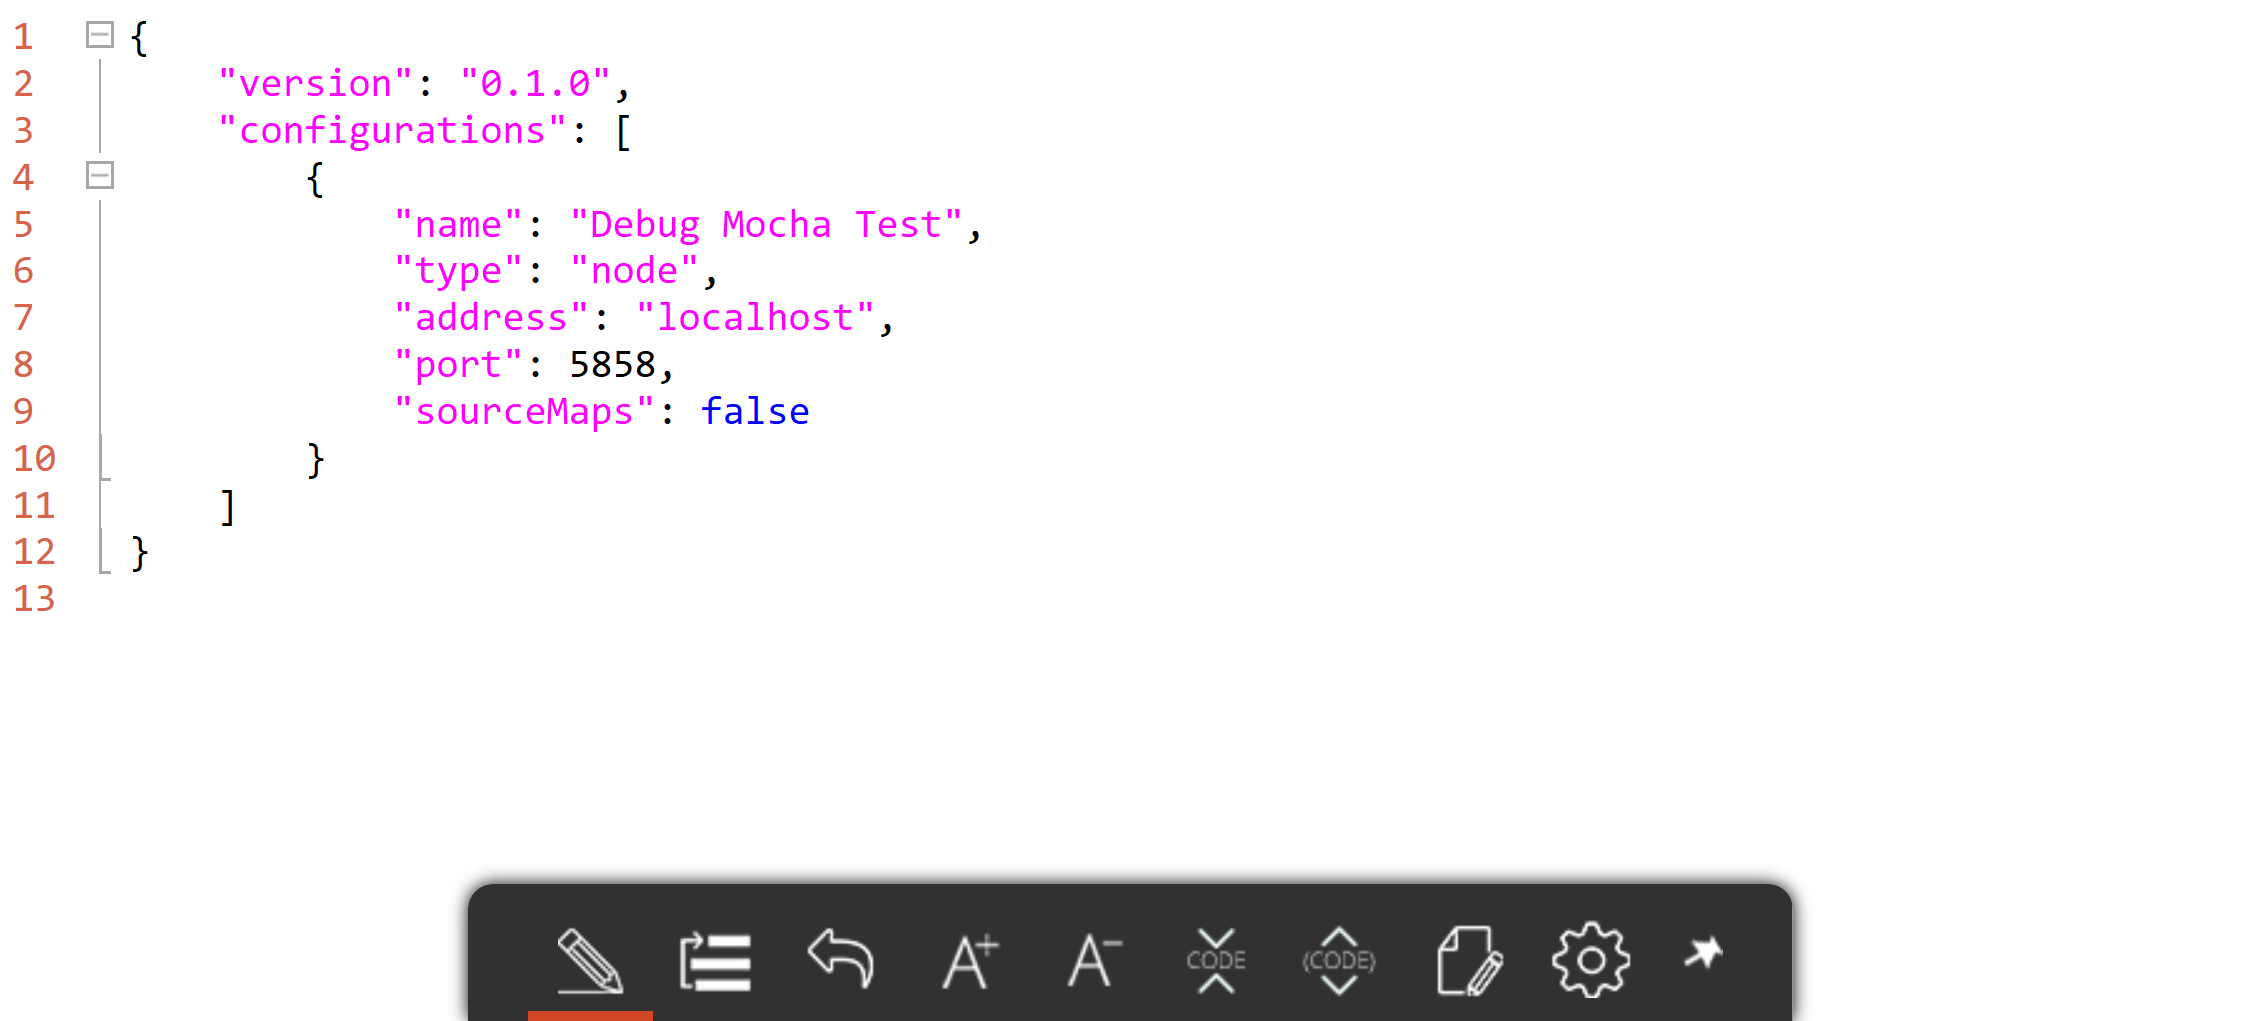 1 {
2 "version": "0.1.0",
3 "configurations": [
4 {
5 "name": "Debug Mocha Test",
6 "type": "node",
7 "address": "localhost",
8 "port": 5858,
9 "sourceMaps": false
10 }
11 ]
12 }
13
A+ A- CODE (CODE)